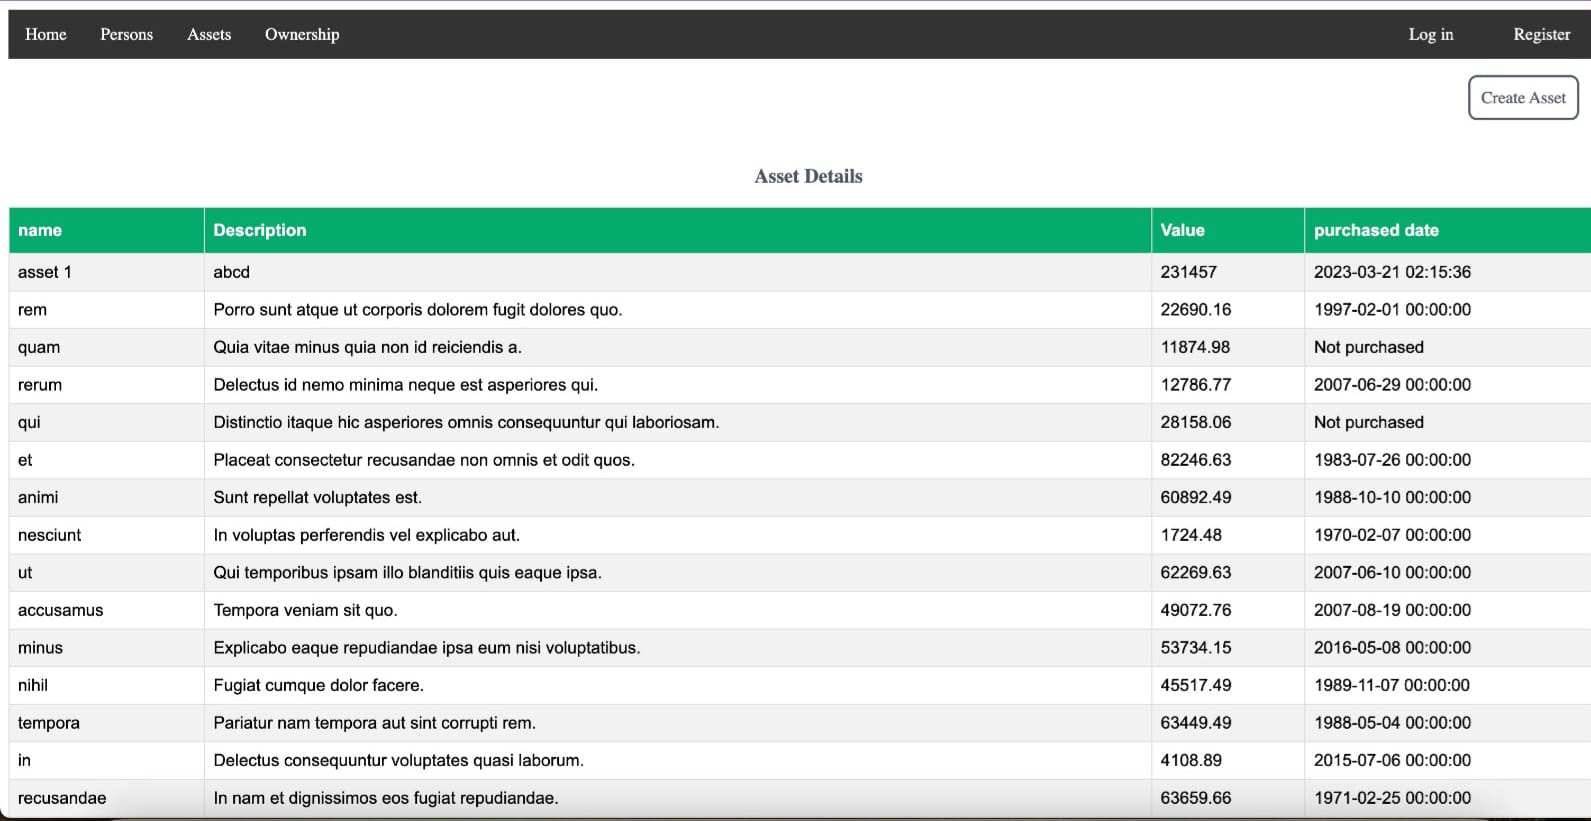 Home Persons Assets Ownership Log in Register
Create Asset
Asset Details
name Description Value purchased date
asset 1 abcd 231457 2023-03-21 02:15:36
rem Porro sunt atque ut corporis dolorem fugit dolores quo. 22690.16 1997-02-01 00:00:00
quam Quia vitae minus quia non id reiciendis a. 11874.98 Not purchased
rerum Delectus id nemo minima neque est asperiores qui. 12786.77 2007-06-29 00:00:00
qui Distinctio itaque hic asperiores omnis consequuntur qui laboriosam. 28158.06 Not purchased
et Placeat consectetur recusandae non omnis et odit quos. 82246.63 1983-07-26 00:00:00
animi Sunt repellat voluptates est. 60892.49 1988-10-10 00:00:00
nesciunt In voluptas perferendis vel explicabo aut. 1724.48 1970-02-07 00:00:00
ut Qui temporibus ipsam illo blanditiis quis eaque ipsa. 62269.63 2007-06-10 00:00:00
accusamus Tempora veniam sit quo. 49072.76 2007-08-19 00:00:00
minus Explicabo eaque repudiandae ipsa eum nisi voluptatibus. 53734.15 2016-05-08 00:00:00
nihil Fugiat cumque dolor facere. 45517.49 1989-11-07 00:00:00
tempora Pariatur nam tempora aut sint corrupti rem. 63449.49 1988-05-04 00:00:00
in Delectus consequuntur voluptates quasi laborum. 4108.89 2015-07-06 00:00:00
recusandae In nam et dignissimos eos fugiat repudiandae. 63659.66 1971-02-25 00:00:00